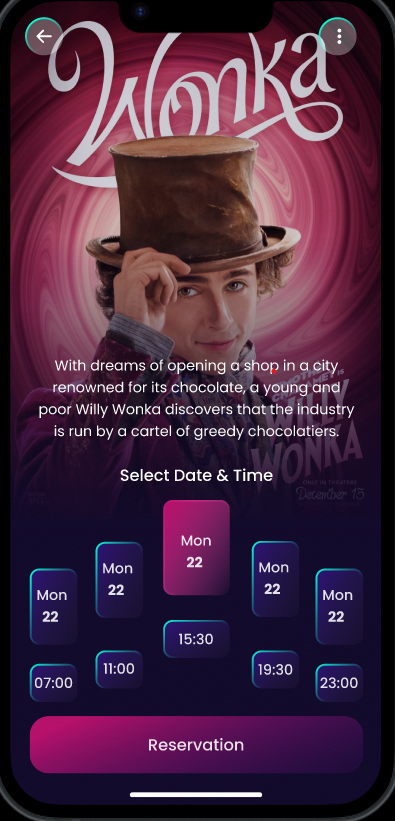 Wonka
With dreams of opening a shop in a city
renowned for its chocolate, a young and
poor Willy Wonka discovers that the industry
is run by a cartel of greedy chocolatiers.
WILLY
WONKA
ONLY IN THEATERS
December 15
Select Date & Time
Mon
22
Mon
22
Mon
22
Mon
22
Mon
22
07:00
11:00
15:30
19:30
23:00
Reservation